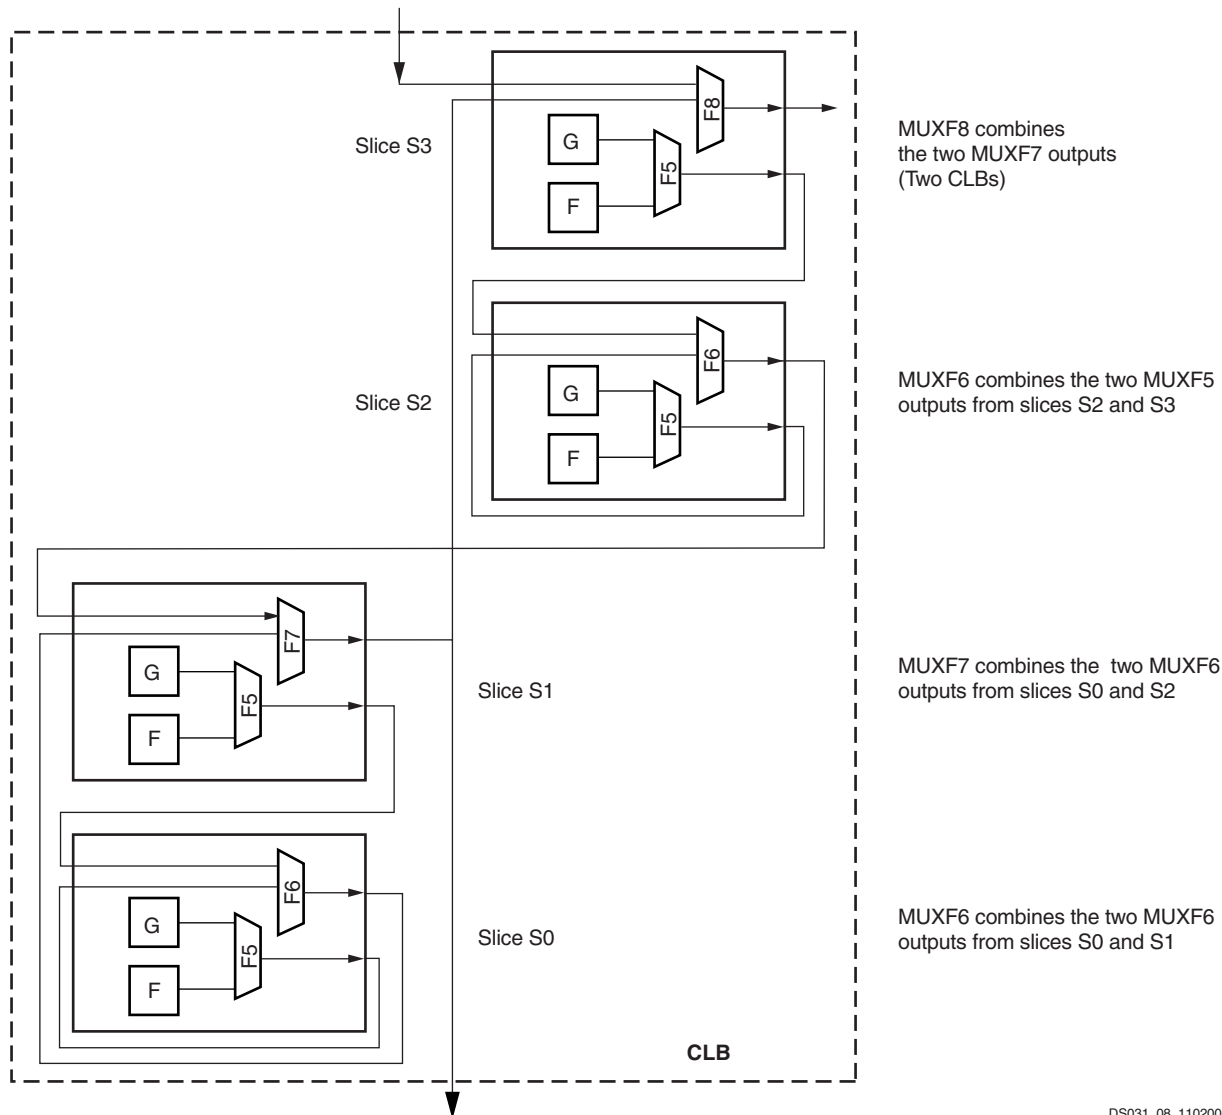 Slice S3
G
F
F5
F8
MUXF8 combines
the two MUXF7 outputs
(Two CLBs)
Slice S2
G
F
F5
F6
MUXF6 combines the two MUXF5
outputs from slices S2 and S3
G
F
F5
F7
Slice S1
MUXF7 combines the two MUXF6
outputs from slices S0 and S2
G
F
F5
F6
Slice S0
MUXF6 combines the two MUXF6
outputs from slices S0 and S1
CLB
DS031_08_110200